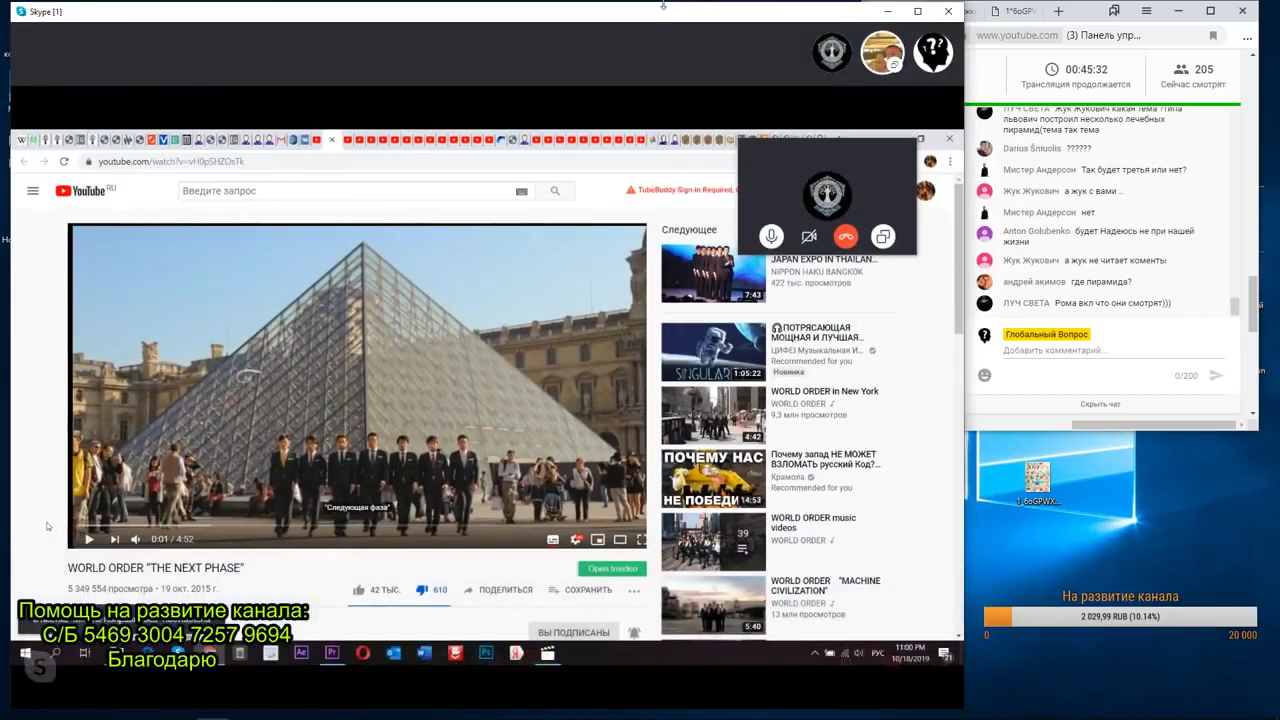 Skype [1]
youtube.com/watch?v=vH0pSHZOsTk
YouTube RU
Введите запрос
TubeBuddy Sign-in Required,
Следующее
"Следующая фаза"
0:01 / 4:52
WORLD ORDER "THE NEXT PHASE"
Open Invideo
5 349 554 просмотра • 19 окт. 2015 г.
42 ТЫС.
610
ПОДЕЛИТЬСЯ
СОХРАНИТЬ
ВЫ ПОДПИСАНЫ
JAPAN EXPO IN THAILAN...
NIPPON HAKU BANGKOK
422 тыс. просмотров
7:43
ПОТРЯСАЮЩАЯ
МОЩНАЯ И ЛУЧШАЯ...
ЦИФЕI Музыкальная И...
Recommended for you
Новинка
SINGULARI
1:05:22
WORLD ORDER in New York
WORLD ORDER
9,3 млн просмотров
4:42
Почему запад НЕ МОЖЕТ
ВЗЛОМАТЬ русский Код?...
Крамола
Recommended for you
ПОЧЕМУ НАС
НЕ ПОБЕДИ
14:53
WORLD ORDER music
videos
WORLD ORDER
39
WORLD ORDER "MACHINE
CIVILIZATION"
WORLD ORDER
13 млн просмотров
5:40
Помощь на развитие канала:
С/Б 5469 3004 7257 9694
Благодарю
РУС
11:00 PM
10/18/2019
21
1*6oGPV
www.youtube.com
(3) Панель упр...
00:45:32
Трансляция продолжается
205
Сейчас смотрят
ЛУЧ СВЕТА Жук Жукович какая тема ?типа
львович построил несколько лечебных
пирамид(тема так тема
Darius Šniuolis ??????
Мистер Андерсон Так будет третья или нет?
Жук Жукович а жук с вами ..
Мистер Андерсон нет
Anton Golubenko будет Надеюсь не при нашей
жизни
Жук Жукович а жук не читает коменты
андрей акимов где пирамида?
ЛУЧ СВЕТА Рома вкл что они смотрят)))
Глобальный Вопрос
Добавить комментарий...
0/200
Скрыть чат
1_6oGPWX...
На развитие канала
2 029,99 RUB (10.14%)
0
20 000